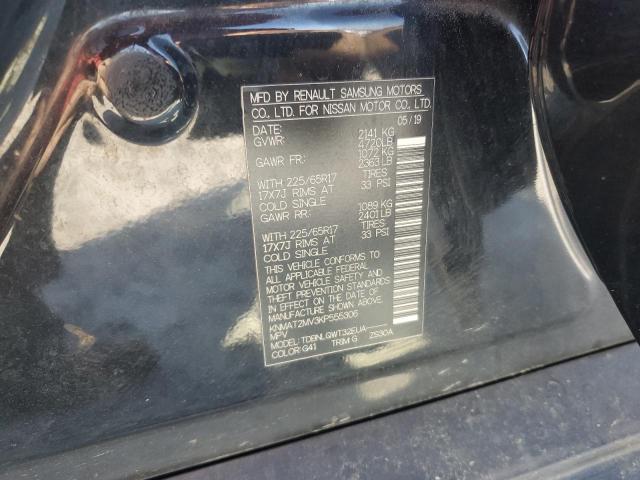 MFD BY RENAULT SAMSUNG MOTORS
CO. LTD. FOR NISSAN MOTOR CO. LTD.
DATE: 05/19
GVWR: 2141 KG
4720LB
GAWR FR: 1072 KG
2363 LB
WITH 225/65R17 TIRES
17X7J RIMS AT 33 PSI
COLD SINGLE
GAWR RR: 1089 KG
2401 LB
WITH 225/65R17 TIRES
17X7J RIMS AT 33 PSI
COLD SINGLE
THIS VEHICLE CONFORMS TO
ALL APPLICABLE FEDERAL
MOTOR VEHICLE SAFETY AND
THEFT PREVENTION STANDARDS
IN EFFECT ON THE DATE OF
MANUFACTURE SHOWN ABOVE.
KNMAT2MV3KP555306
MPV
MODEL: TDBNLQWT32EUA----- ZS30A
COLOR: G41 TRIM: G